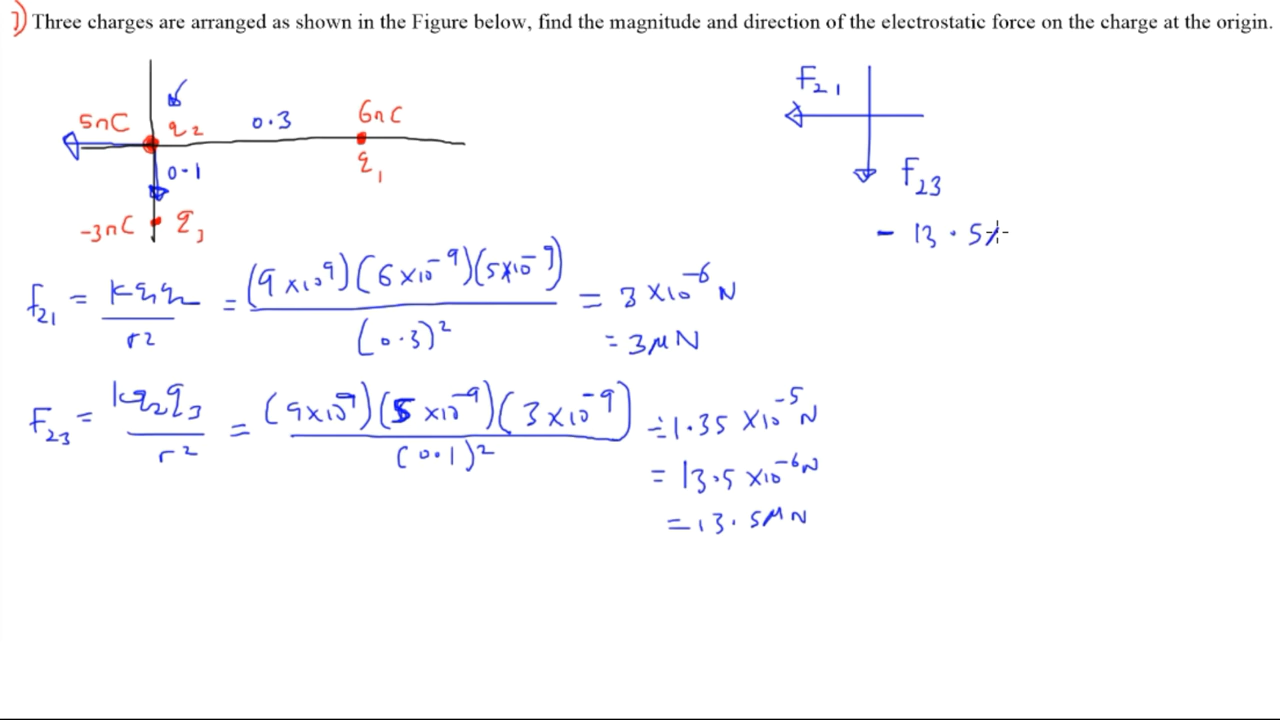 1) Three charges are arranged as shown in the Figure below, find the magnitude and direction of the electrostatic force on the charge at the origin.
5nC q₂ 0.3 6nC
q₁
0.1
-3nC q₃
F₂₁
F₂₃
- 13.5×
f₂₁ = kq₁q₂/r² = (9×10⁹)(6×10⁻⁹)(5×10⁻⁹)/(0.3)² = 3×10⁻⁶ N
= 3μN
F₂₃ = kq₂q₃/r² = (9×10⁹)(5×10⁻⁹)(3×10⁻⁹)/(0.1)² = 1.35×10⁻⁵ N
= 13.5×10⁻⁶ N
= 13.5μN